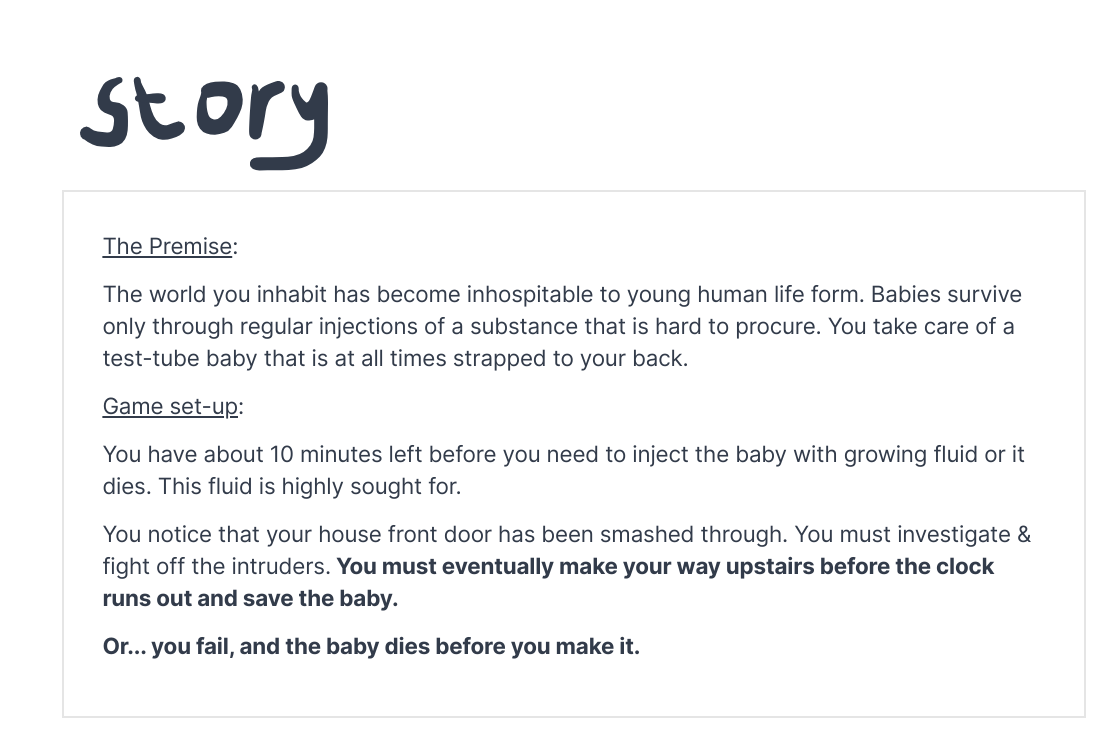 story
The Premise:
The world you inhabit has become inhospitable to young human life form. Babies survive
only through regular injections of a substance that is hard to procure. You take care of a
test-tube baby that is at all times strapped to your back.
Game set-up:
You have about 10 minutes left before you need to inject the baby with growing fluid or it
dies. This fluid is highly sought for.
You notice that your house front door has been smashed through. You must investigate &
fight off the intruders. You must eventually make your way upstairs before the clock
runs out and save the baby.
Or... you fail, and the baby dies before you make it.